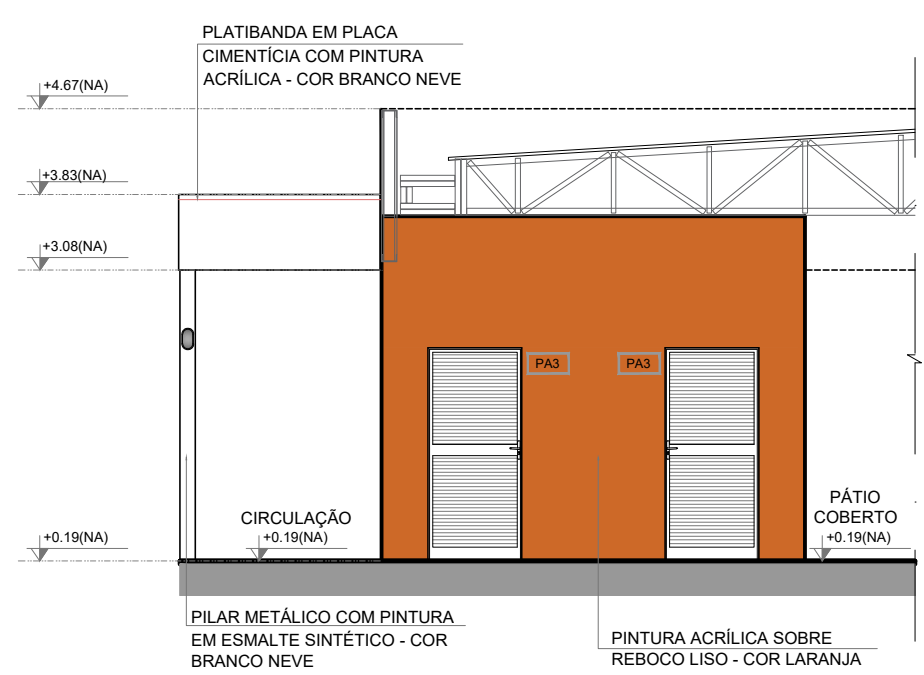 PLATIBANDA EM PLACA
CIMENTÍCIA COM PINTURA
ACRÍLICA - COR BRANCO NEVE
+4.67(NA)
+3.83(NA)
+3.08(NA)
PA3
PA3
CIRCULAÇÃO
+0.19(NA)
+0.19(NA)
PÁTIO
COBERTO
+0.19(NA)
PILAR METÁLICO COM PINTURA
EM ESMALTE SINTÉTICO - COR
BRANCO NEVE
PINTURA ACRÍLICA SOBRE
REBOCO LISO - COR LARANJA